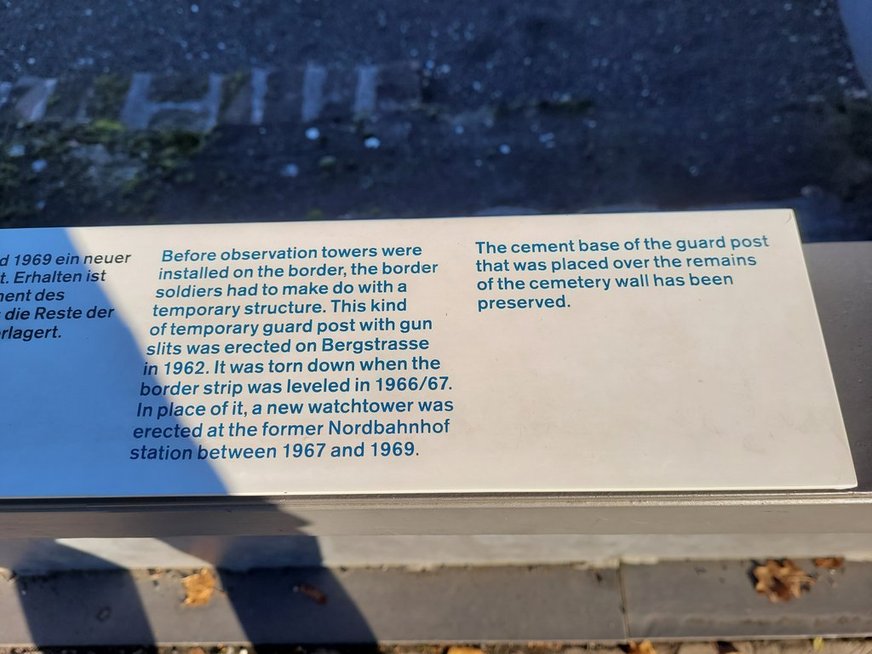 d 1969 ein neuer
t. Erhalten ist
ment des
die Reste der
rlagert.
Before observation towers were
installed on the border, the border
soldiers had to make do with a
temporary structure. This kind
of temporary guard post with gun
slits was erected on Bergstrasse
in 1962. It was torn down when the
border strip was leveled in 1966/67.
In place of it, a new watchtower was
erected at the former Nordbahnhof
station between 1967 and 1969.
The cement base of the guard post
that was placed over the remains
of the cemetery wall has been
preserved.